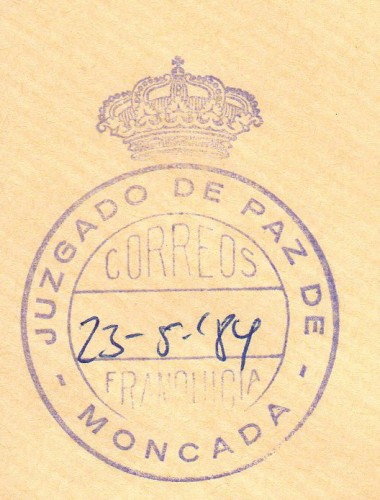 JUZGADO DE PAZ DE
- MONCADA -
CORREOS
23-5-'84
FRANQUICIA